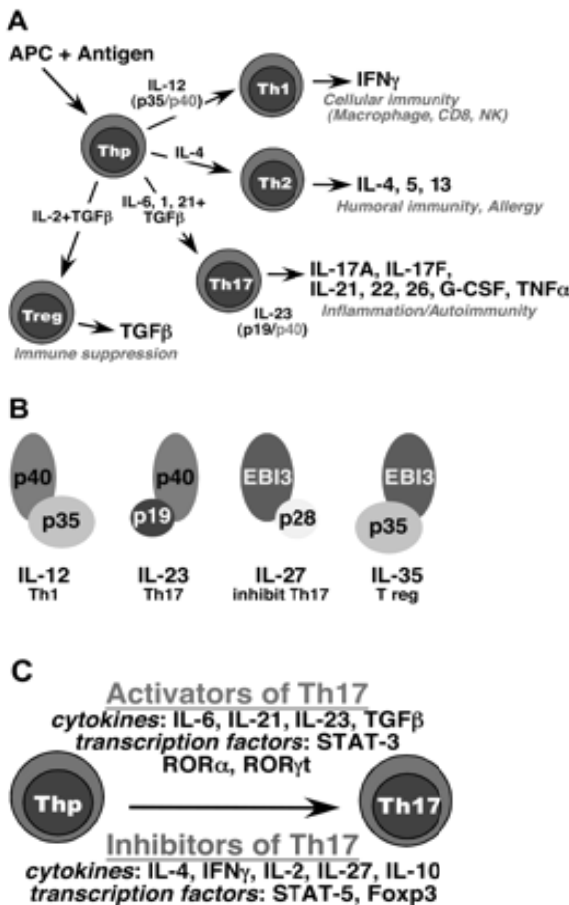 A
APC + Antigen
IL-12
(p35/p40)
Th1
IFNγ
Cellular immunity
(Macrophage, CD8, NK)
Thp
IL-4
Th2
IL-4, 5, 13
Humoral immunity, Allergy
IL-2+TGFβ
IL-6, 1, 21+
TGFβ
Th17
IL-17A, IL-17F,
IL-21, 22, 26, G-CSF, TNFα
Inflammation/Autoimmunity
IL-23
(p19/p40)
Treg
TGFβ
Immune suppression
B
p40
p35
IL-12
Th1
p40
p19
IL-23
Th17
EBI3
p28
IL-27
inhibit Th17
EBI3
p35
IL-35
T reg
C
Activators of Th17
cytokines: IL-6, IL-21, IL-23, TGFβ
transcription factors: STAT-3
RORα, RORγt
Thp
Th17
Inhibitors of Th17
cytokines: IL-4, IFNγ, IL-2, IL-27, IL-10
transcription factors: STAT-5, Foxp3